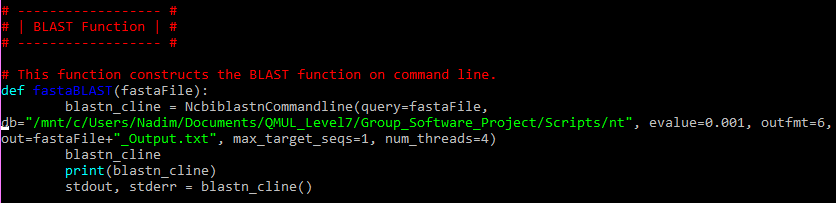 # ------------------- #
# | BLAST Function | #
# ------------------- #
# This function constructs the BLAST function on command line.
def fastaBLAST(fastaFile):
blastn_cline = NcbiblastnCommandline(query=fastaFile,
db="/mnt/c/Users/Nadim/Documents/QMUL_Level7/Group_Software_Project/Scripts/nt", evalue=0.001, outfmt=6,
out=fastaFile+"_Output.txt", max_target_seqs=1, num_threads=4)
blastn_cline
print(blastn_cline)
stdout, stderr = blastn_cline()